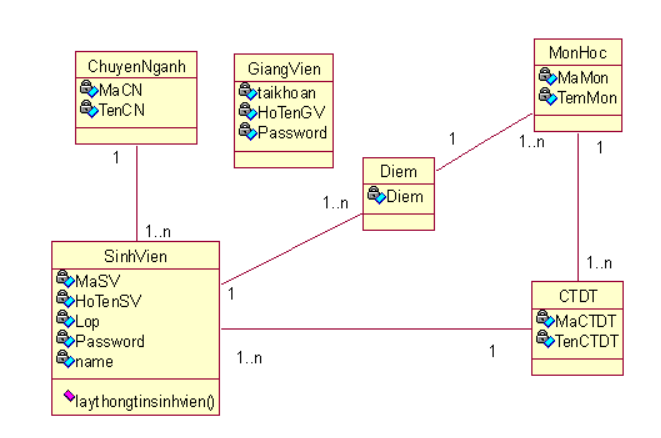 ChuyenNganh
MaCN
TenCN
GiangVien
taikhoan
HoTenGV
Password
MonHoc
MaMon
TemMon
1
1
1..n
1
Diem
Diem
1..n
1..n
SinhVien
MaSV
HoTenSV
Lop
Password
name
laythongtinsinhvien()
1
1..n
CTDT
MaCTDT
TenCTDT
1..n
1